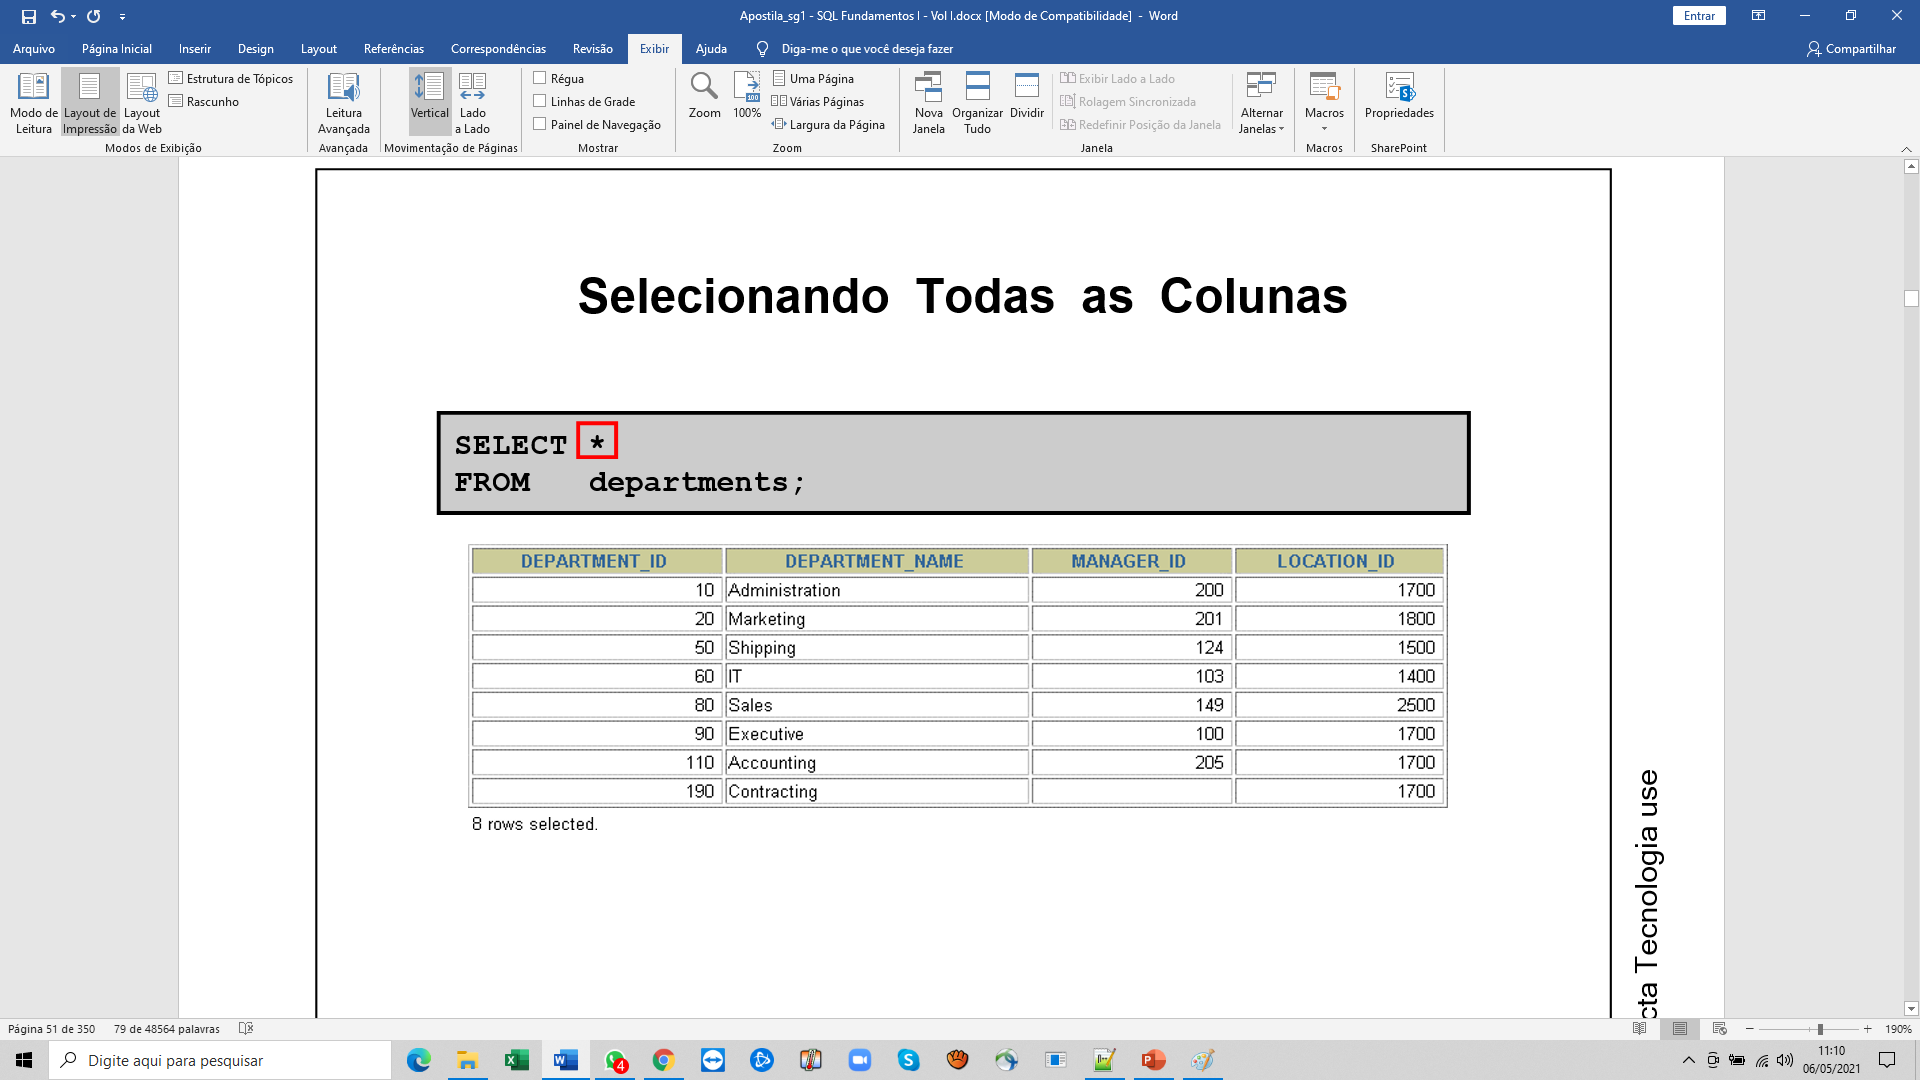 Apostila_sg1 - SQL Fundamentos I - Vol I.docx [Modo de Compatibilidade] - Word
Entrar
Arquivo Página Inicial Inserir Design Layout Referências Correspondências Revisão Exibir Ajuda Diga-me o que você deseja fazer Compartilhar
Modo de Leitura
Layout de Impressão
Layout da Web
Estrutura de Tópicos
Rascunho
Modos de Exibição
Leitura Avançada
Avançada
Vertical
Lado a Lado
Movimentação de Páginas
Régua
Linhas de Grade
Painel de Navegação
Mostrar
Zoom
100
100%
Uma Página
Várias Páginas
Largura da Página
Zoom
Nova Janela
Organizar Tudo
Dividir
Exibir Lado a Lado
Rolagem Sincronizada
Redefinir Posição da Janela
Alternar Janelas
Janela
Macros
Macros
Propriedades
SharePoint
Selecionando Todas as Colunas
SELECT *
FROM departments;
DEPARTMENT_ID DEPARTMENT_NAME MANAGER_ID LOCATION_ID
10 Administration 200 1700
20 Marketing 201 1800
50 Shipping 124 1500
60 IT 103 1400
80 Sales 149 2500
90 Executive 100 1700
110 Accounting 205 1700
190 Contracting 1700
8 rows selected.
cta Tecnologia use
Página 51 de 350 79 de 48564 palavras
190%
Digite aqui para pesquisar
4
11:10
06/05/2021